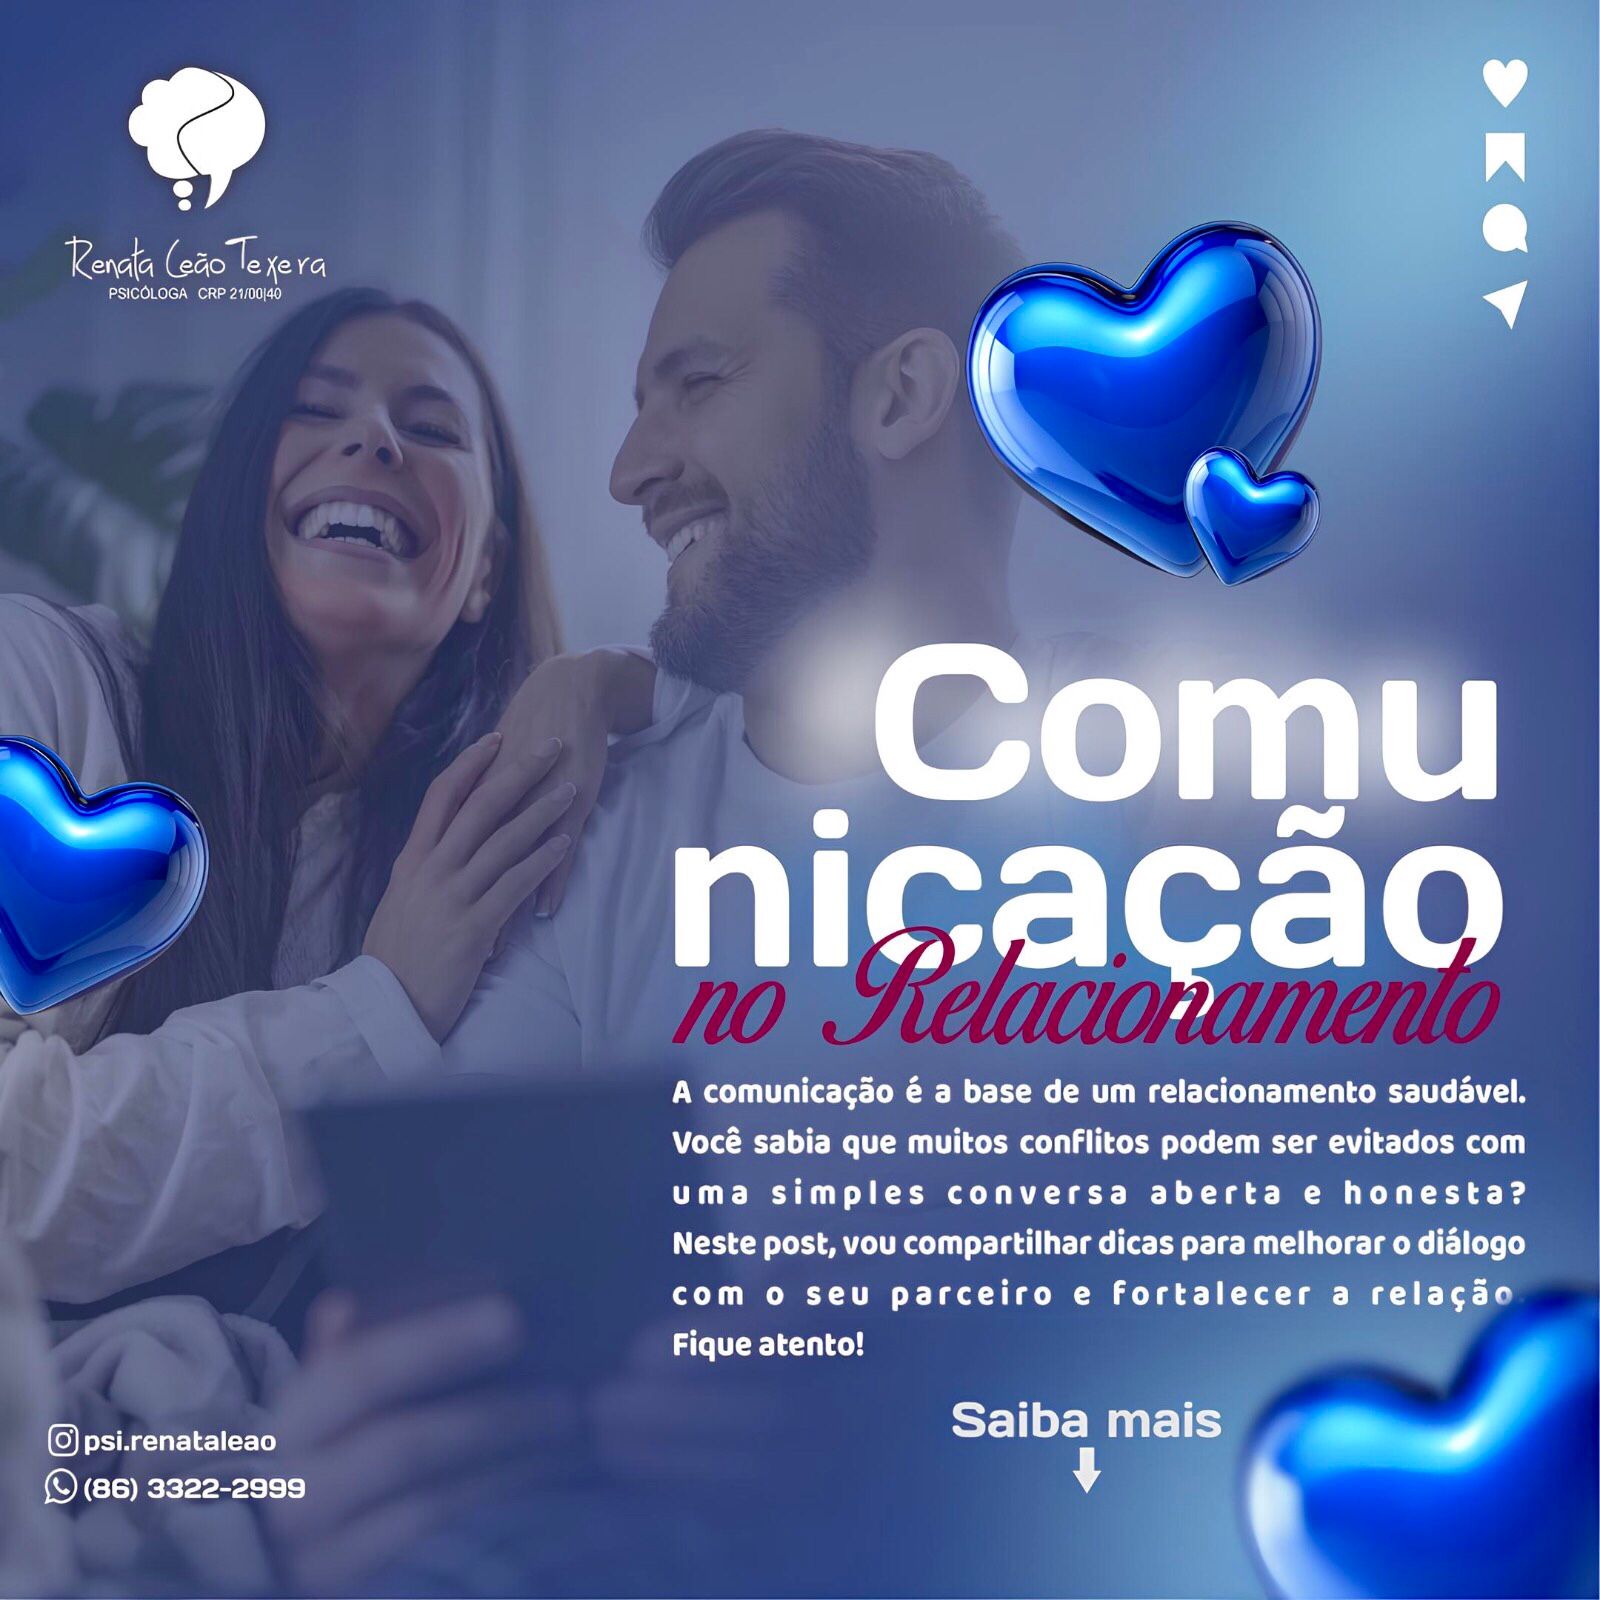 Renata Leão Texera
PSICÓLOGA CRP 21/00|40
Comu
nicação
no Relacionamento
A comunicação é a base de um relacionamento saudável.
Você sabia que muitos conflitos podem ser evitados com
uma simples conversa aberta e honesta?
Neste post, vou compartilhar dicas para melhorar o diálogo
com o seu parceiro e fortalecer a relação.
Fique atento!
Saiba mais
psi.renataleao
(86) 3322-2999